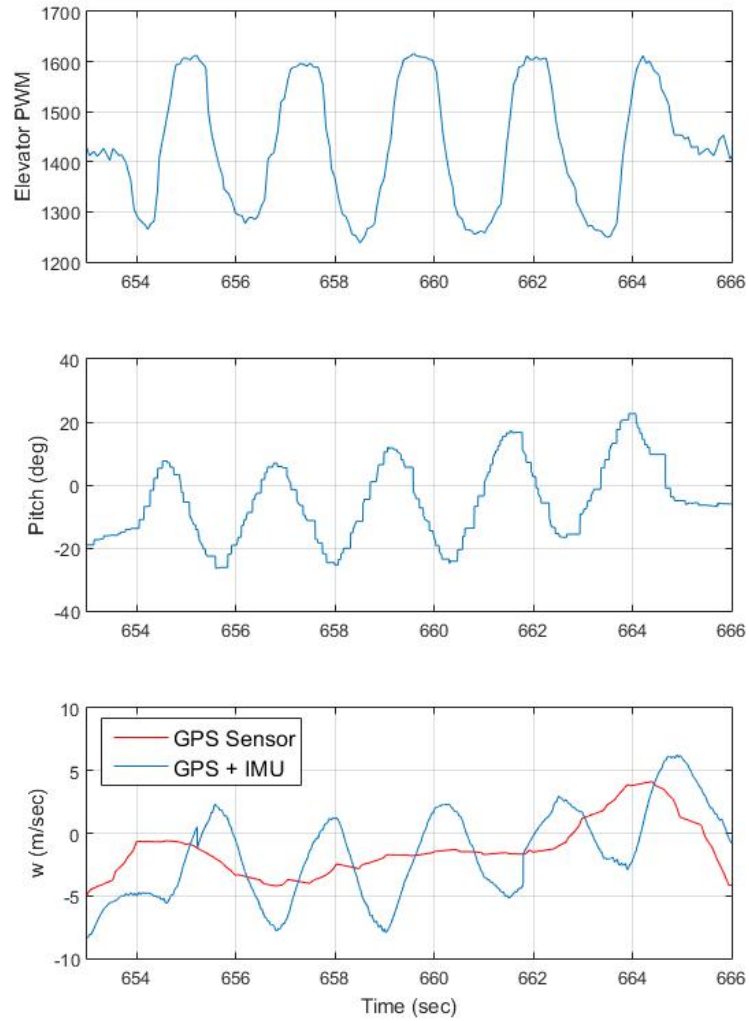 1700
1600
1500
1400
1300
1200
Elevator PWM
654 656 658 660 662 664 666
40
20
0
-20
-40
Pitch (deg)
654 656 658 660 662 664 666
10
5
0
-5
-10
w (m/sec)
GPS Sensor
GPS + IMU
654 656 658 660 662 664 666
Time (sec)